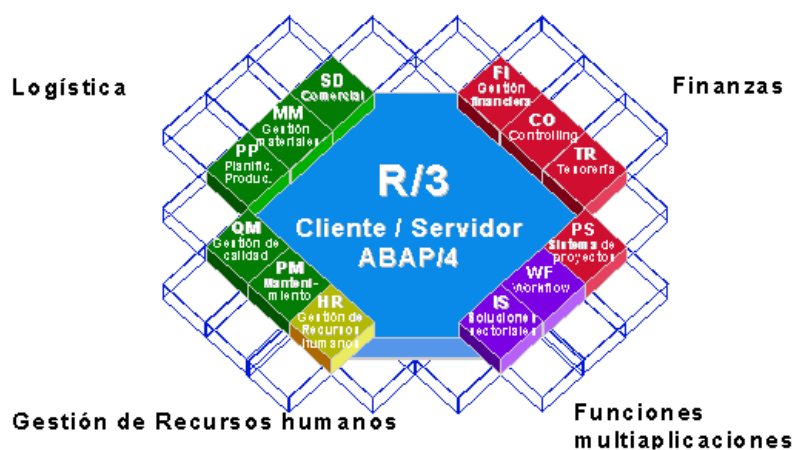 Logística
Finanzas
SD
Comercial
MM
Gestión
materiales
PP
Planific.
Produc.
FI
Gestión
financiera
CO
Controlling
TR
Tenorería
R/3
Cliente / Servidor
ABAP/4
QM
Gestión de
calidad
PM
Manteni-
miento
HR
Gestión de
Recursos
humanos
PS
Sistema de
proyectos
WF
Workflow
IS
Soluciones
sectoriales
Gestión de Recursos humanos
Funciones
multiaplicaciones